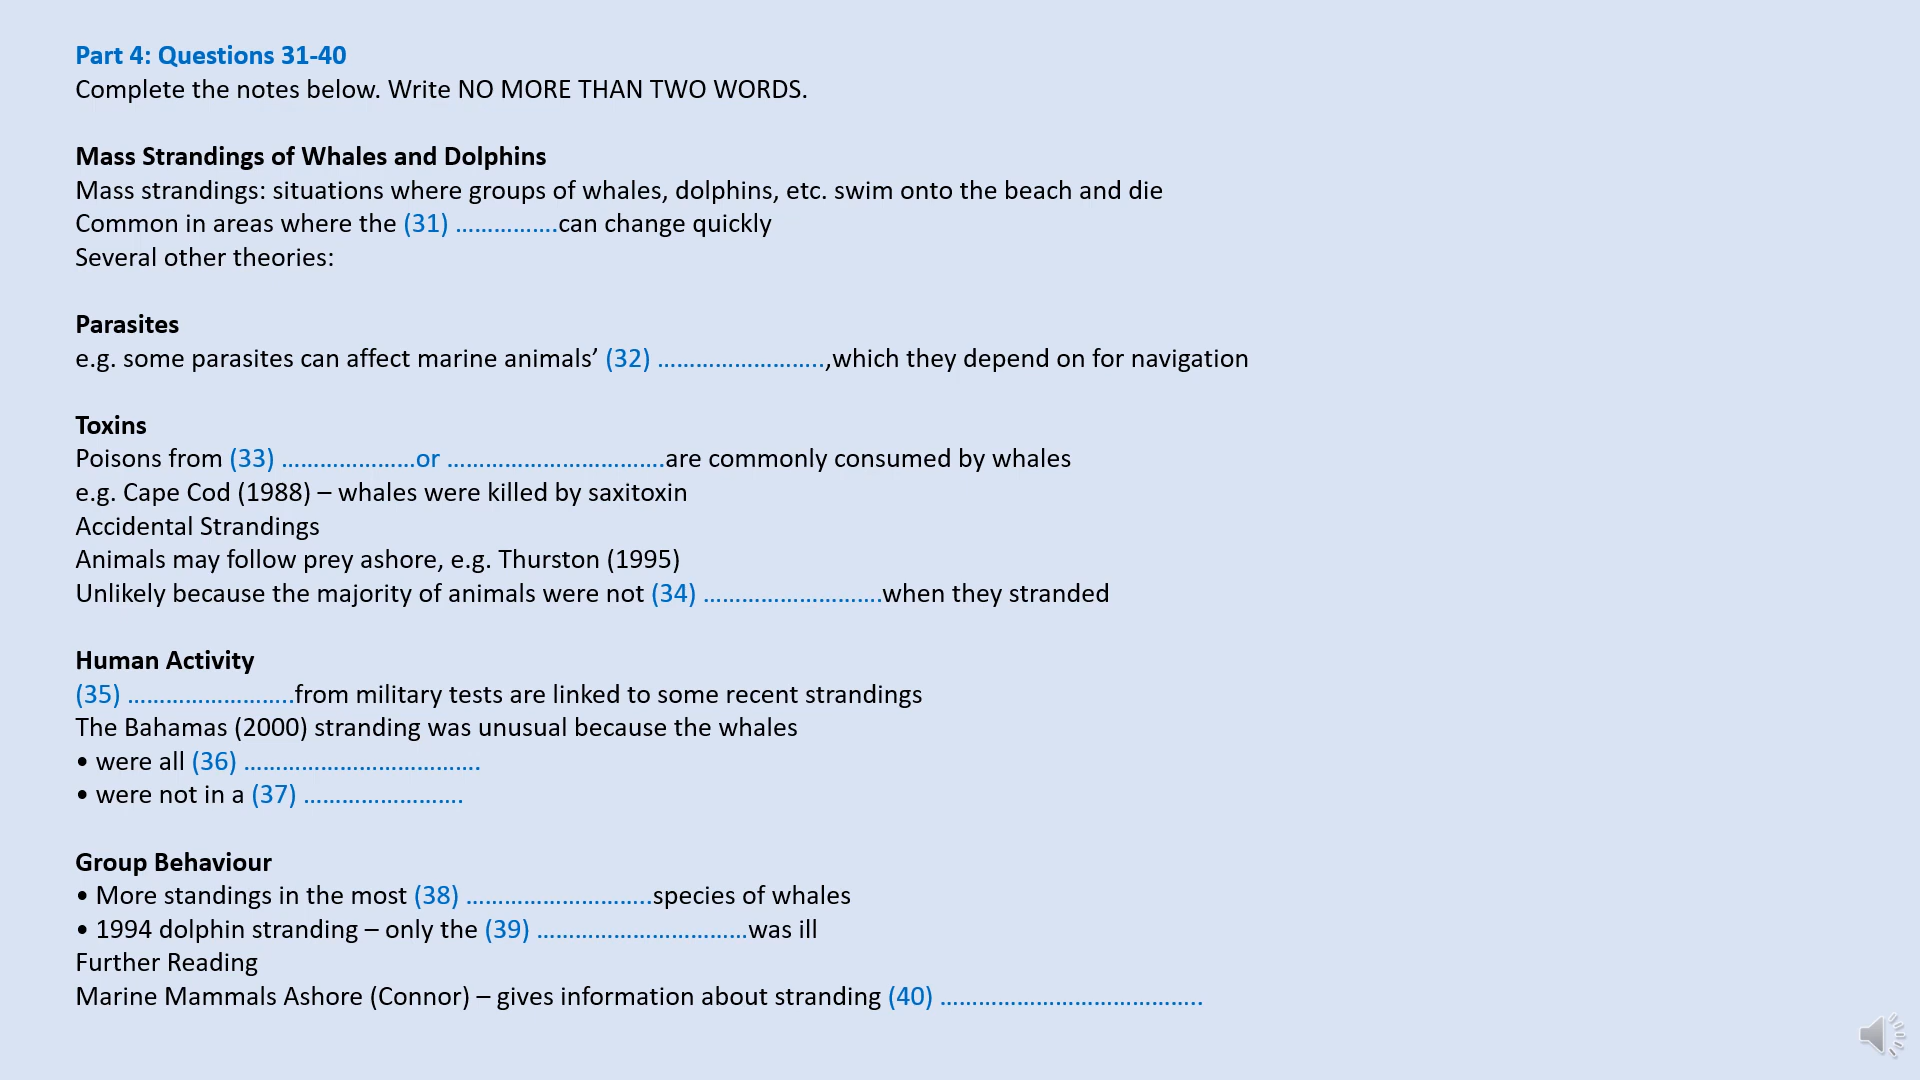 Part 4: Questions 31-40
Complete the notes below. Write NO MORE THAN TWO WORDS.
Mass Strandings of Whales and Dolphins
Mass strandings: situations where groups of whales, dolphins, etc. swim onto the beach and die
Common in areas where the (31) …………….can change quickly
Several other theories:
Parasites
e.g. some parasites can affect marine animals’ (32) ……………………..,which they depend on for navigation
Toxins
Poisons from (33) …………………or …………………………….are commonly consumed by whales
e.g. Cape Cod (1988) – whales were killed by saxitoxin
Accidental Strandings
Animals may follow prey ashore, e.g. Thurston (1995)
Unlikely because the majority of animals were not (34) ……………………….when they stranded
Human Activity
(35) ……………………..from military tests are linked to some recent strandings
The Bahamas (2000) stranding was unusual because the whales
• were all (36) ……………………………….
• were not in a (37) …………………….
Group Behaviour
• More standings in the most (38) ………………………..species of whales
• 1994 dolphin stranding – only the (39) ……………………………was ill
Further Reading
Marine Mammals Ashore (Connor) – gives information about stranding (40) …………………………………..